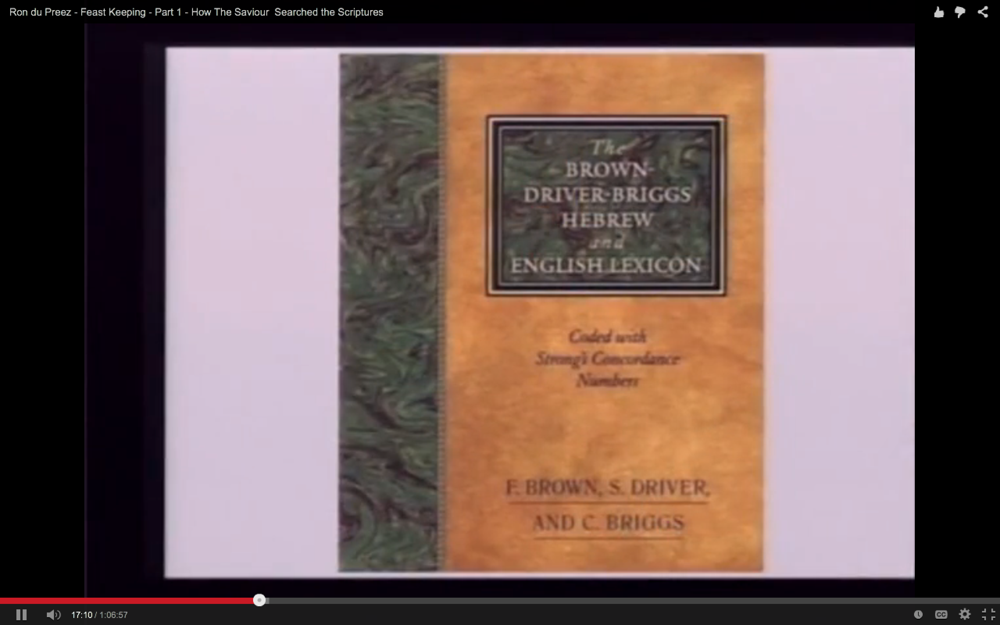 Ron du Preez - Feast Keeping - Part 1 - How The Saviour  Searched the Scriptures
The
BROWN-
DRIVER-BRIGGS
HEBREW
and
ENGLISH LEXICON
Coded with
Strong's Concordance
Numbers
F. BROWN, S. DRIVER,
AND C. BRIGGS
17:10 / 1:06:57
CC